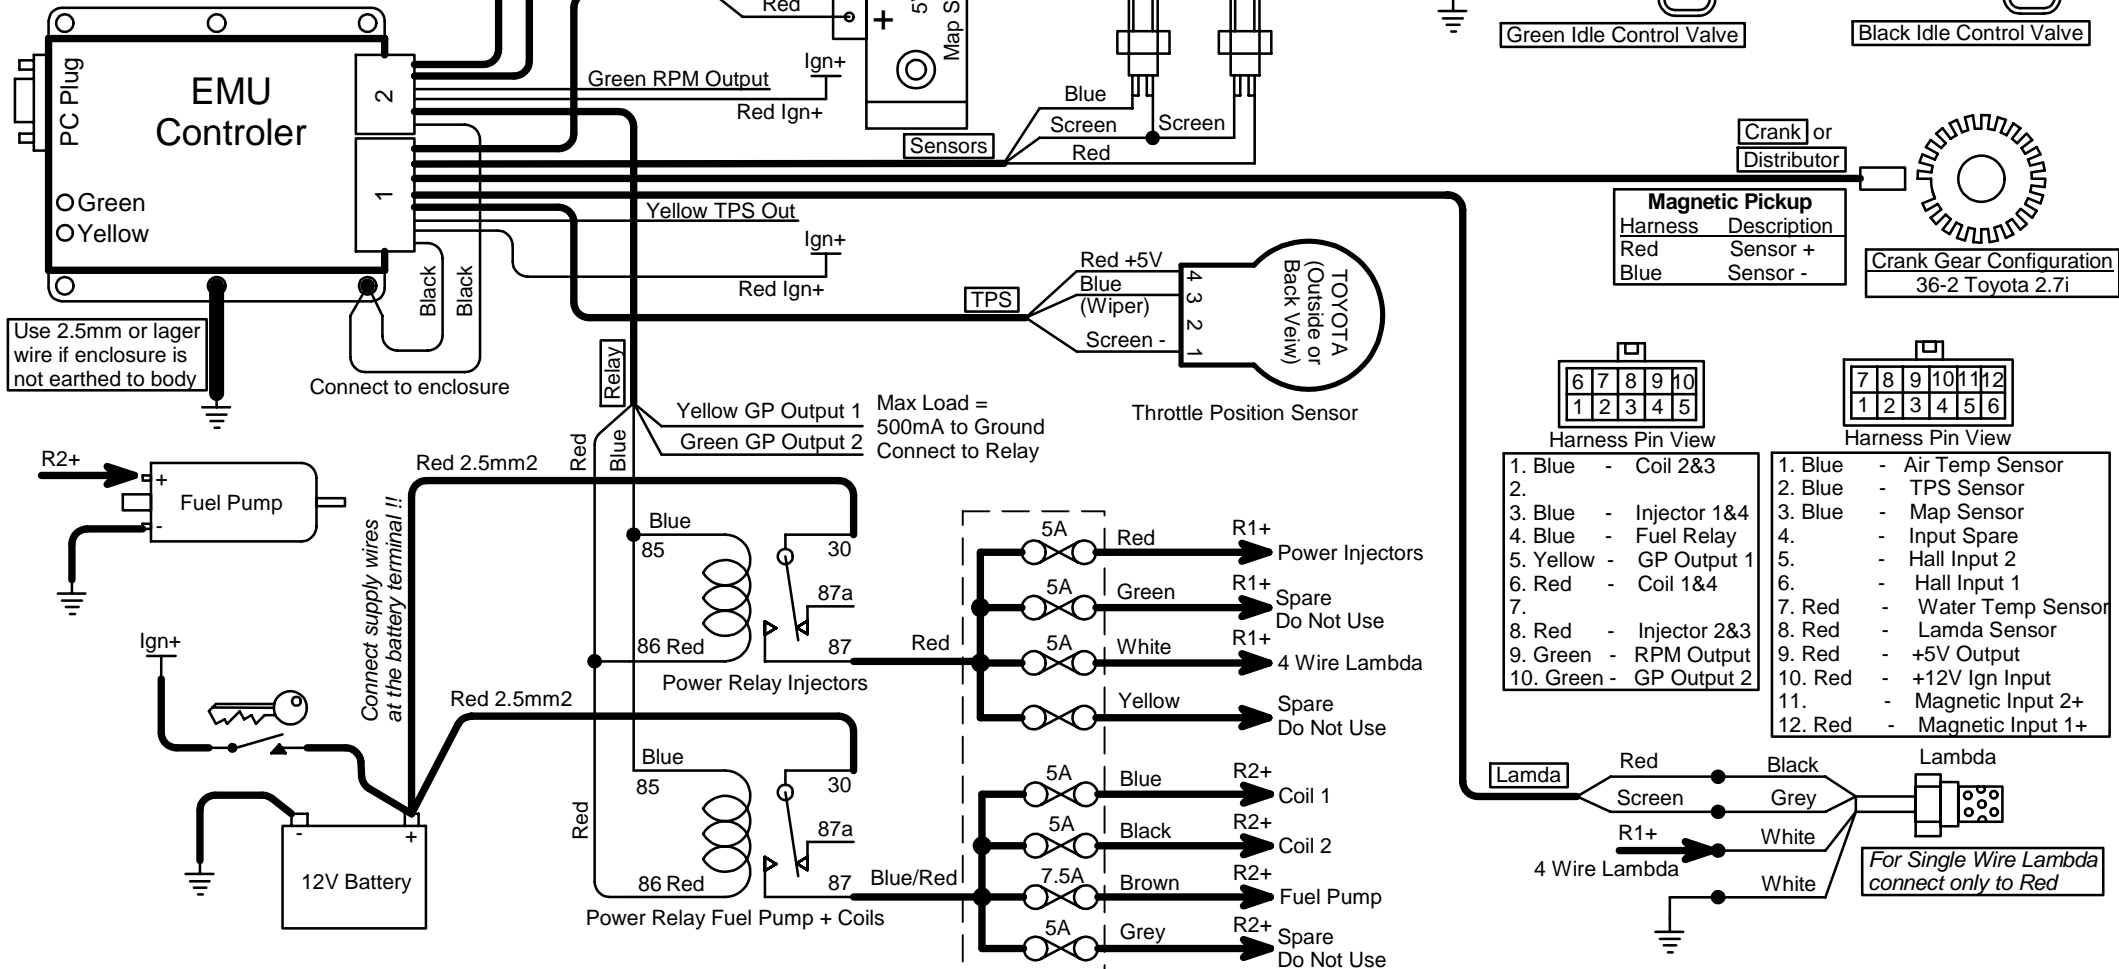 Red
+
5
Map S
Green Idle Control Valve
Black Idle Control Valve
PC Plug
EMU
Controler
2
1
Green
Yellow
Green RPM Output
Ign+
Red Ign+
Sensors
Blue
Screen
Screen
Red
Crank or
Distributor
Magnetic Pickup
Harness Description
Red Sensor +
Blue Sensor -
Crank Gear Configuration
36-2 Toyota 2.7i
Yellow TPS Out
Ign+
Red Ign+
Black
Black
Use 2.5mm or lager
wire if enclosure is
not earthed to body
Connect to enclosure
TPS
Red +5V
Blue
(Wiper)
Screen -
4
3
2
1
TOYOTA
(Outside or
Back Veiw)
Throttle Position Sensor
Relay
Red
Blue
Yellow GP Output 1
Green GP Output 2
Max Load =
500mA to Ground
Connect to Relay
6 7 8 9 10
1 2 3 4 5
Harness Pin View
1. Blue - Coil 2&3
2.
3. Blue - Injector 1&4
4. Blue - Fuel Relay
5. Yellow - GP Output 1
6. Red - Coil 1&4
7.
8. Red - Injector 2&3
9. Green - RPM Output
10. Green - GP Output 2
7 8 9 10 11 12
1 2 3 4 5 6
Harness Pin View
1. Blue - Air Temp Sensor
2. Blue - TPS Sensor
3. Blue - Map Sensor
4. - Input Spare
5. - Hall Input 2
6. - Hall Input 1
7. Red - Water Temp Sensor
8. Red - Lamda Sensor
9. Red - +5V Output
10. Red - +12V Ign Input
11. - Magnetic Input 2+
12. Red - Magnetic Input 1+
R2+
+
-
Fuel Pump
Red 2.5mm2
Connect supply wires
at the battery terminal !!
Blue
85
30
87a
86 Red
87
Power Relay Injectors
Red
5A
Red
R1+
Power Injectors
5A
Green
R1+
Spare
Do Not Use
5A
White
R1+
4 Wire Lambda
Yellow
Spare
Do Not Use
Ign+
Red 2.5mm2
-
+
12V Battery
Red
Blue
85
30
87a
86 Red
87
Power Relay Fuel Pump + Coils
Blue/Red
5A
Blue
R2+
Coil 1
5A
Black
R2+
Coil 2
7.5A
Brown
R2+
Fuel Pump
5A
Grey
R2+
Spare
Do Not Use
Lamda
Red
Black
Lambda
Screen
Grey
R1+
White
4 Wire Lambda
White
For Single Wire Lambda
connect only to Red